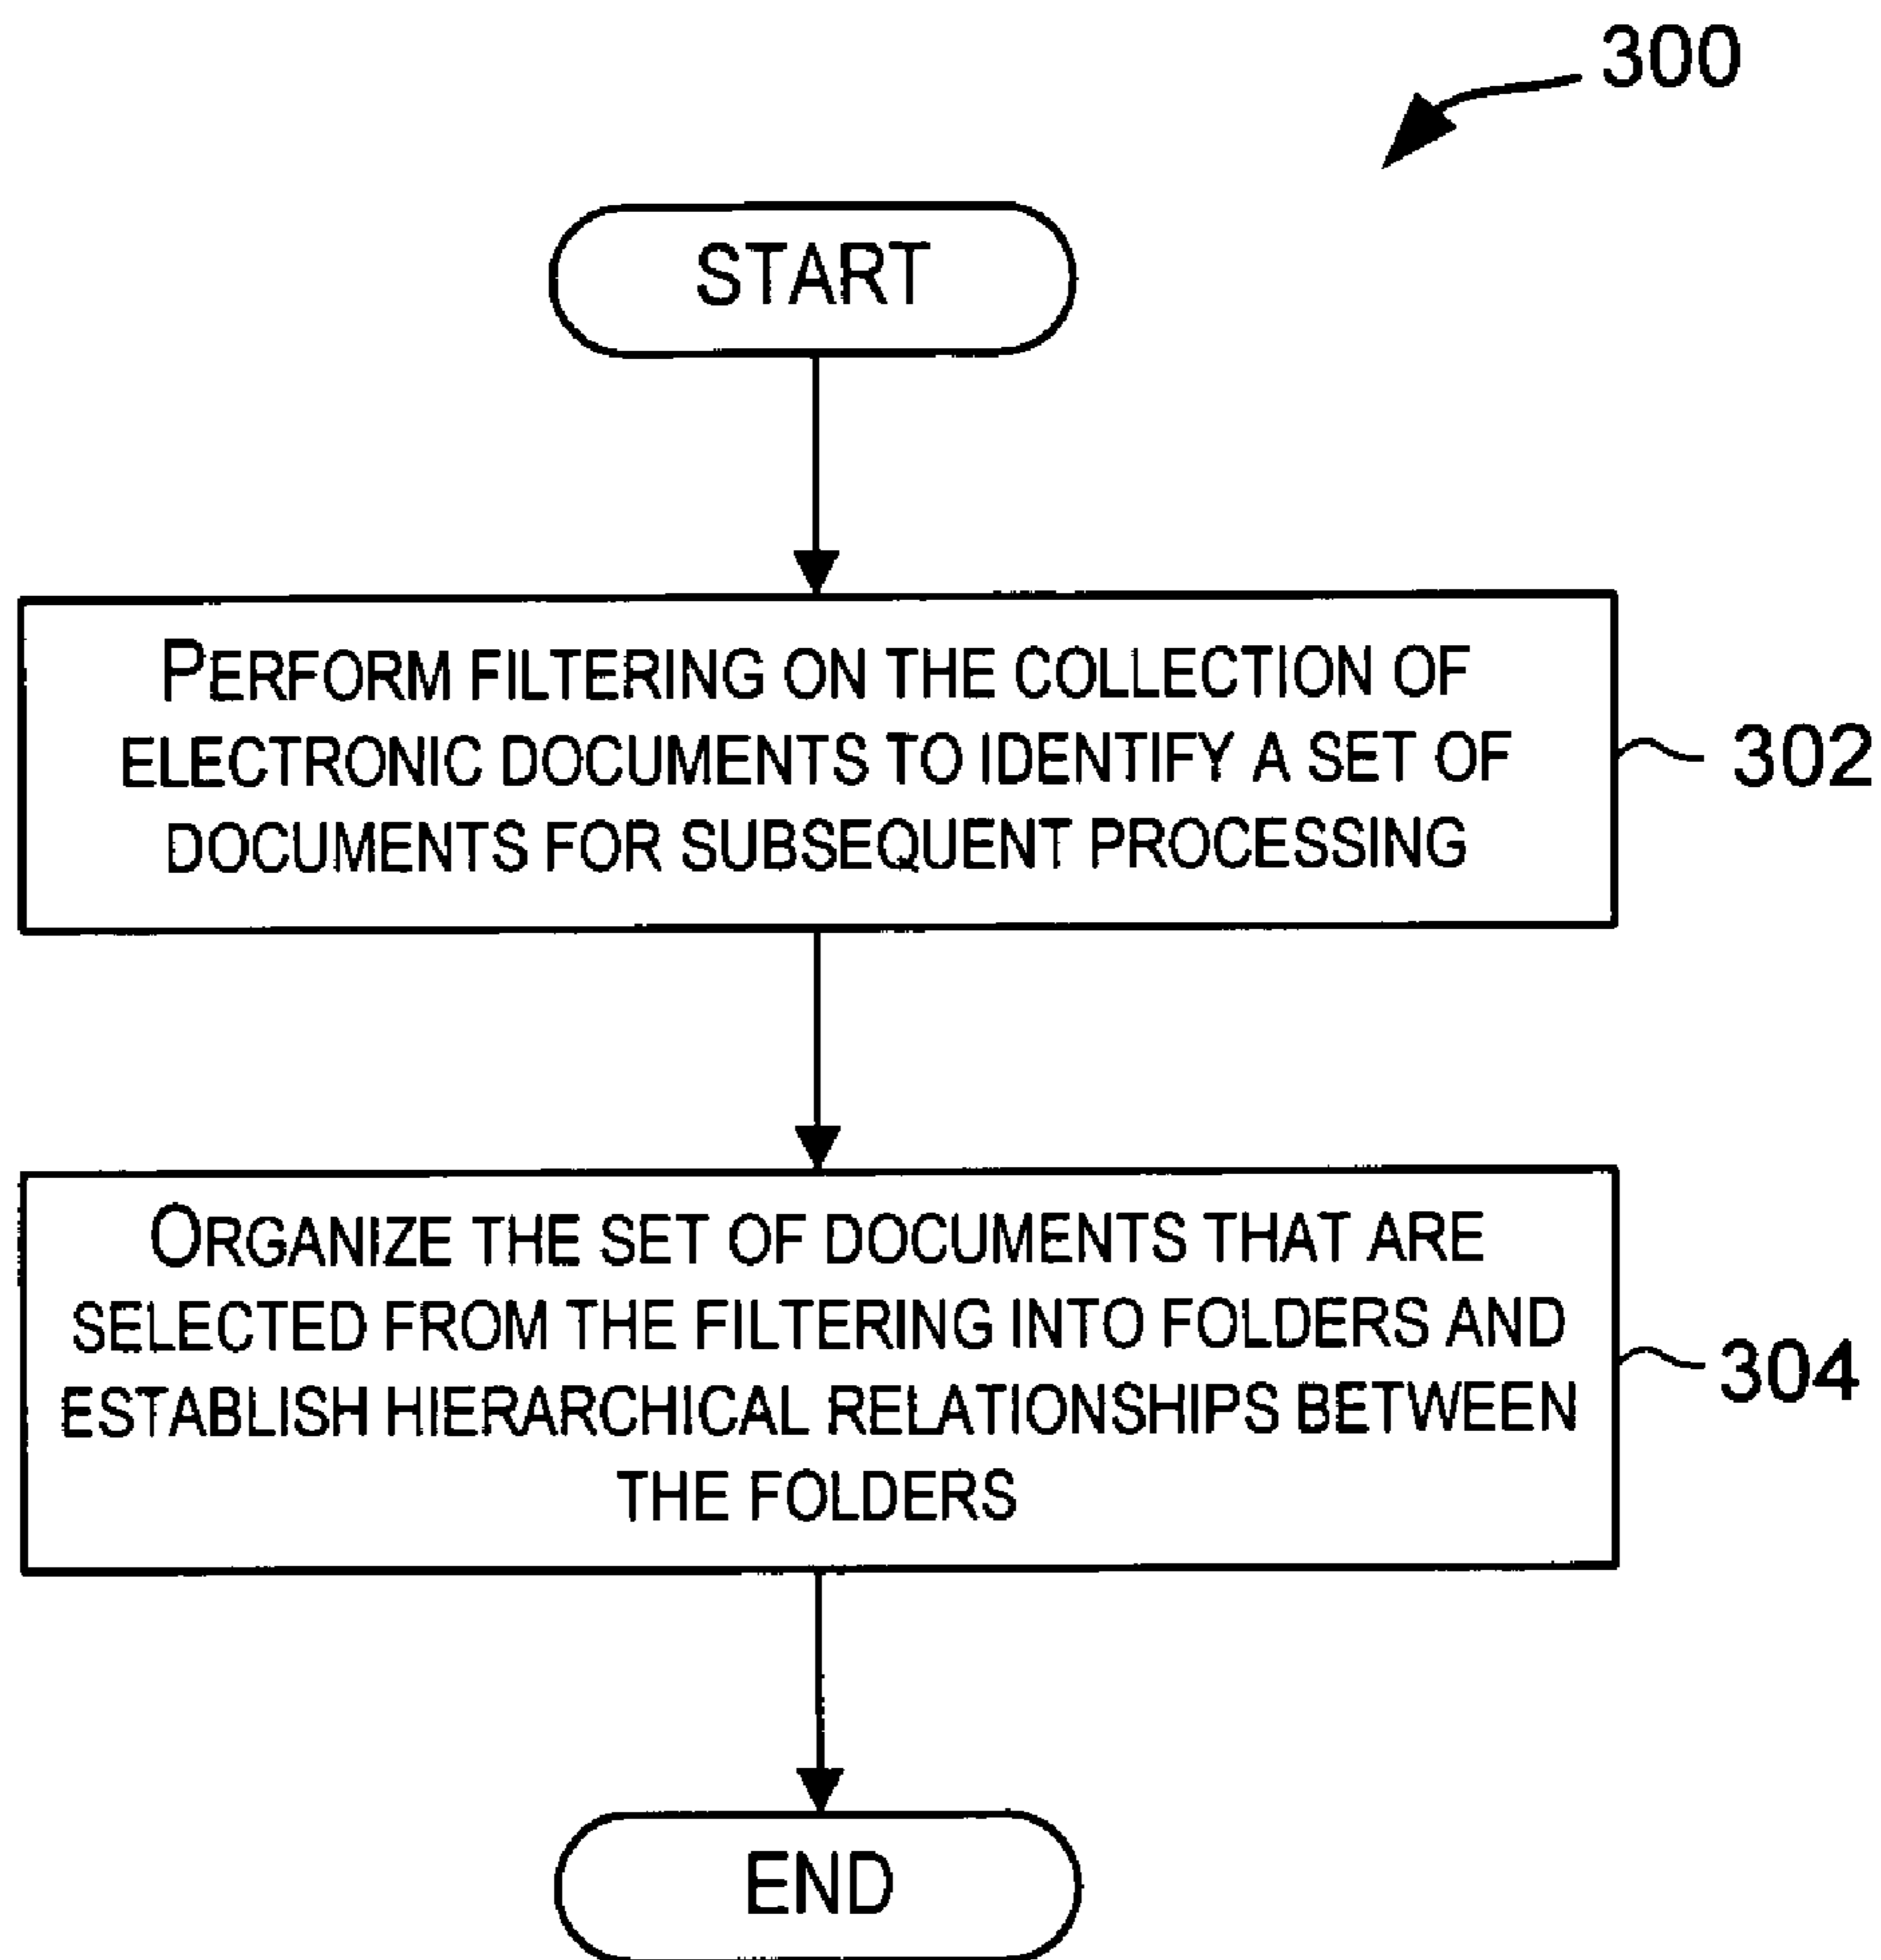 300
START
PERFORM FILTERING ON THE COLLECTION OF
ELECTRONIC DOCUMENTS TO IDENTIFY A SET OF
DOCUMENTS FOR SUBSEQUENT PROCESSING
302
ORGANIZE THE SET OF DOCUMENTS THAT ARE
SELECTED FROM THE FILTERING INTO FOLDERS AND
ESTABLISH HIERARCHICAL RELATIONSHIPS BETWEEN
THE FOLDERS
304
END